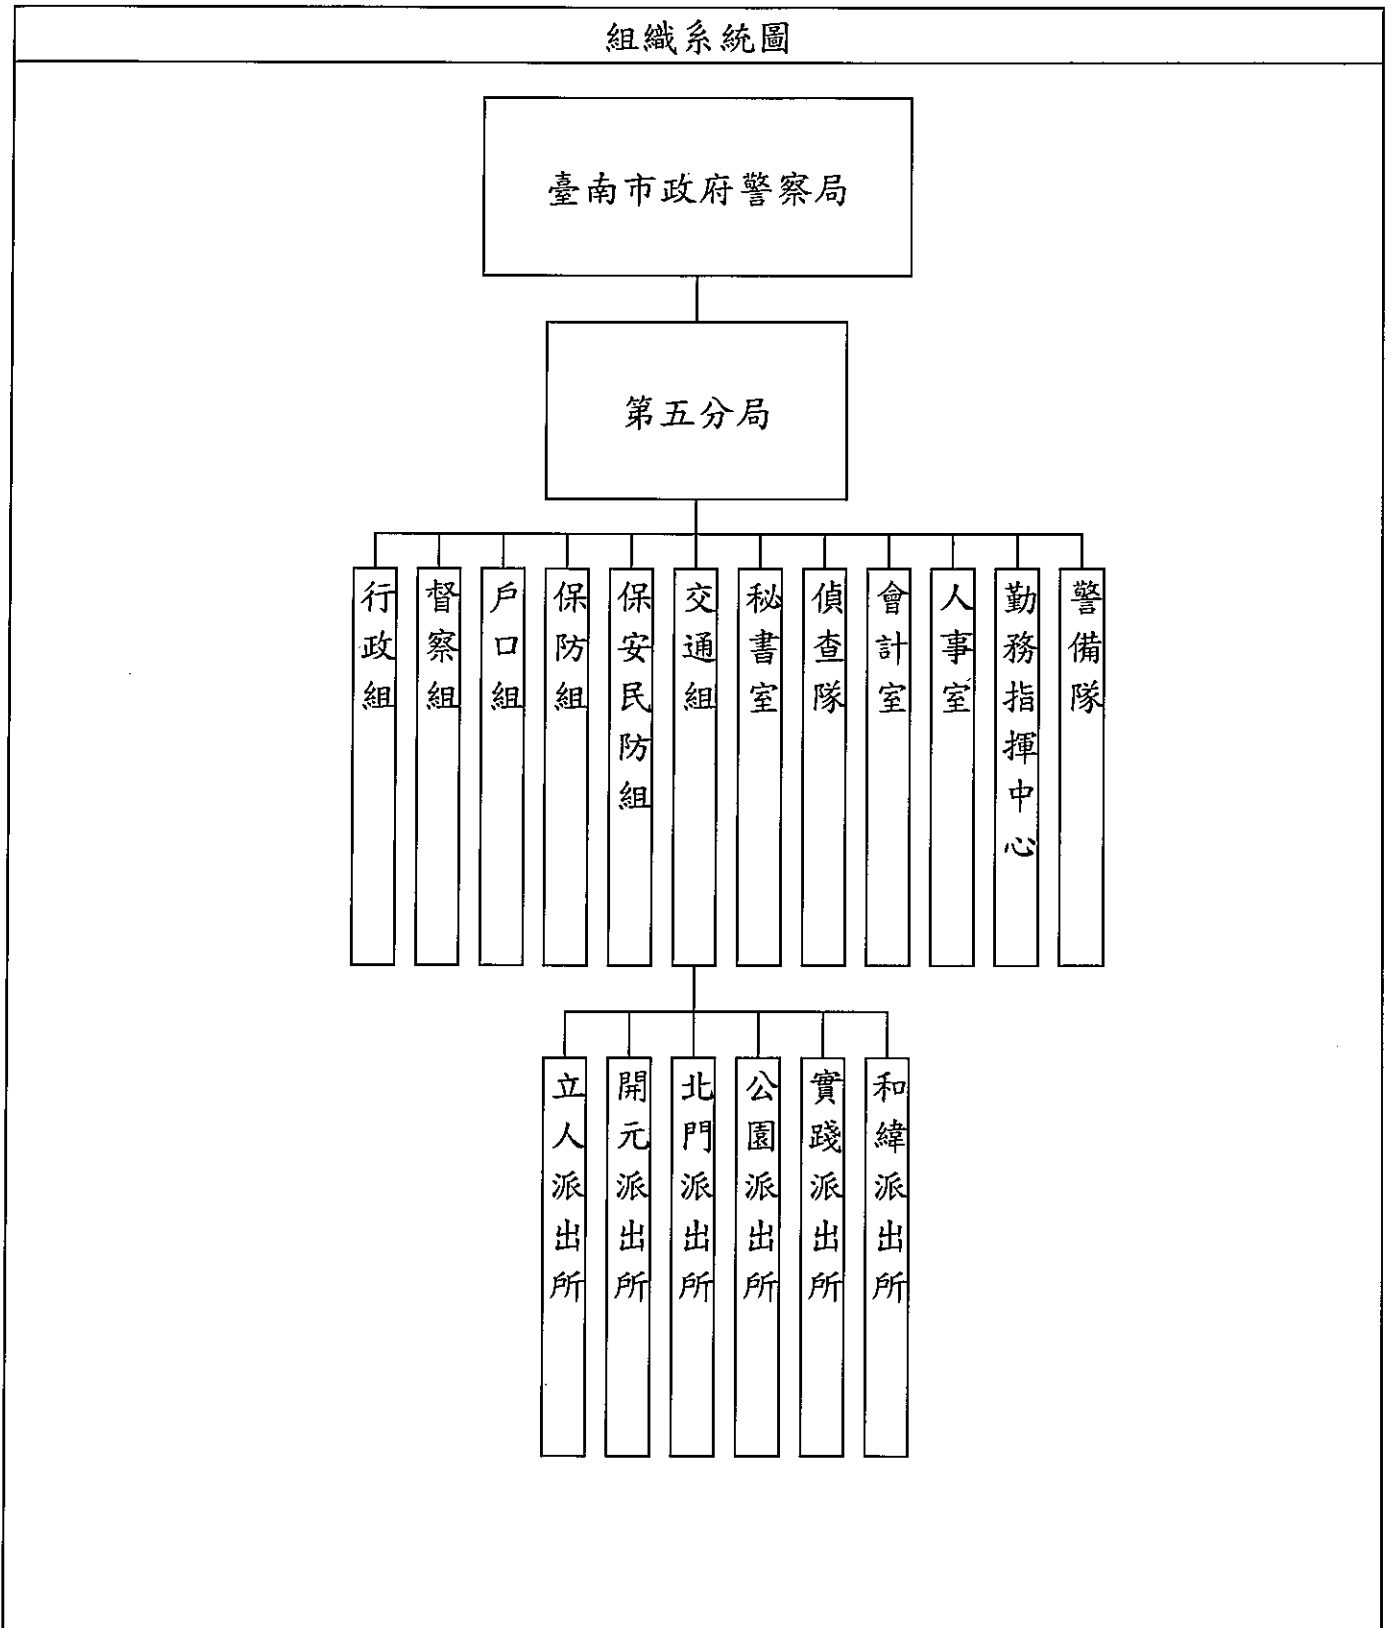 組織系統圖
臺南市政府警察局
第五分局
行政組
督察組
戶口組
保防組
保安民防組
交通組
秘書室
偵查隊
會計室
人事室
勤務指揮中心
警備隊
立人派出所
開元派出所
北門派出所
公園派出所
實踐派出所
和緯派出所